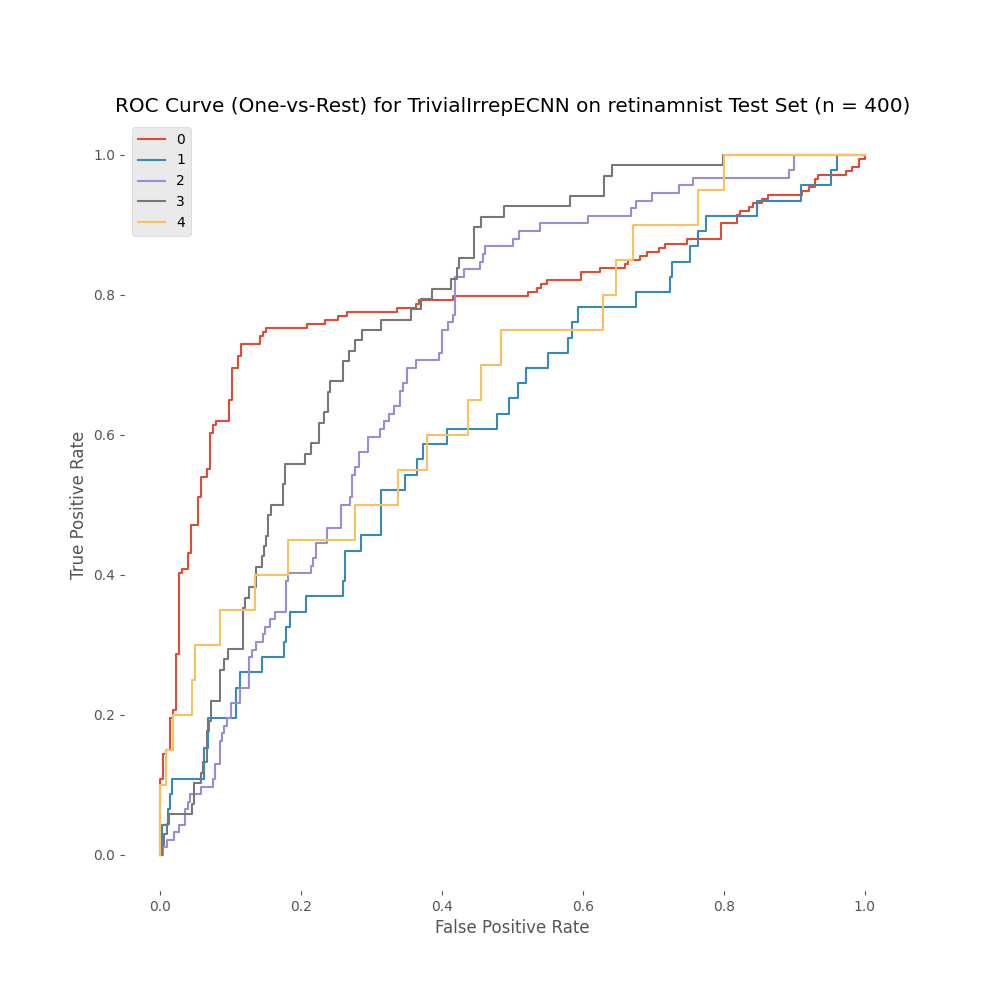 ROC Curve (One-vs-Rest) for TrivialIrrepECNN on retinamnist Test Set (n = 400)
0
1
2
3
4
1.0
0.8
0.6
0.4
0.2
0.0
True Positive Rate
0.0 0.2 0.4 0.6 0.8 1.0
False Positive Rate